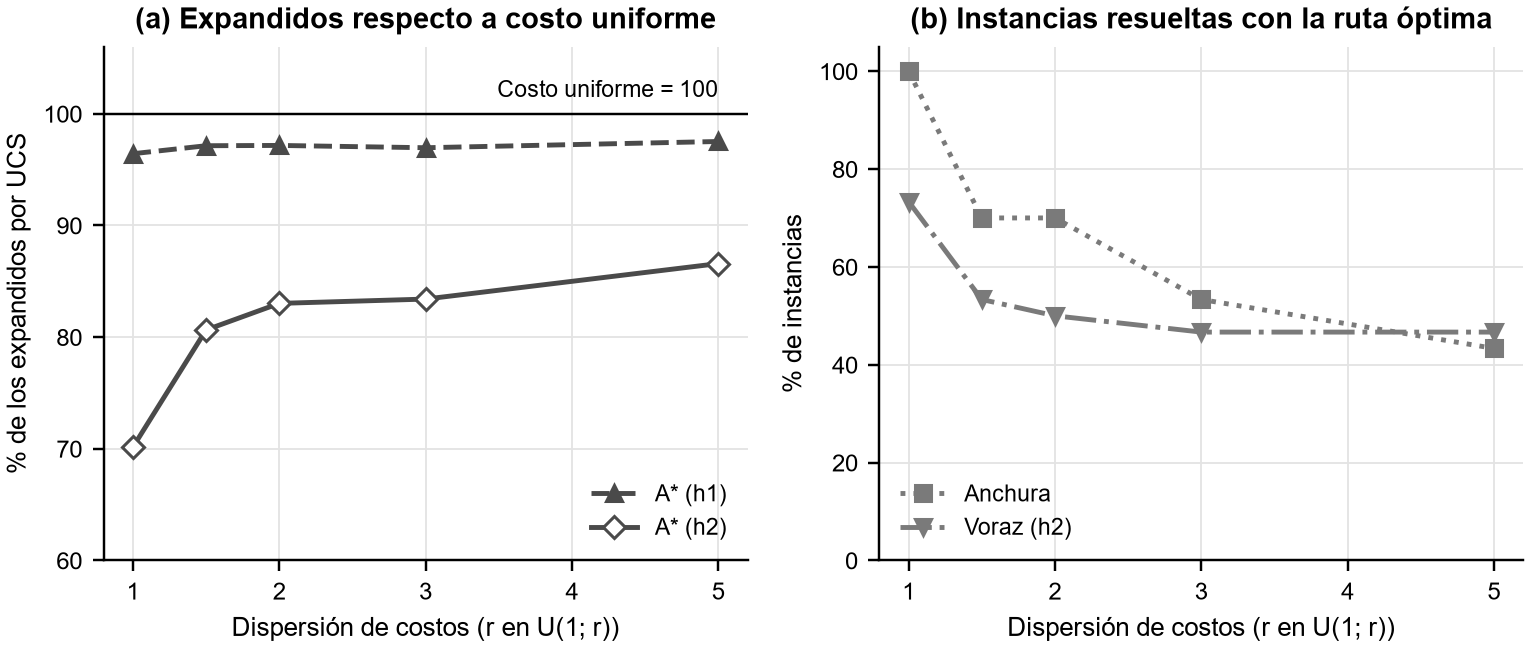 (a) Expandidos respecto a costo uniforme
Costo uniforme = 100
% de los expandidos por UCS
100
90
80
70
60
A* (h1)
A* (h2)
1 2 3 4 5
Dispersión de costos (r en U(1; r))
(b) Instancias resueltas con la ruta óptima
% de instancias
100
80
60
40
20
0
Anchura
Voraz (h2)
1 2 3 4 5
Dispersión de costos (r en U(1; r))